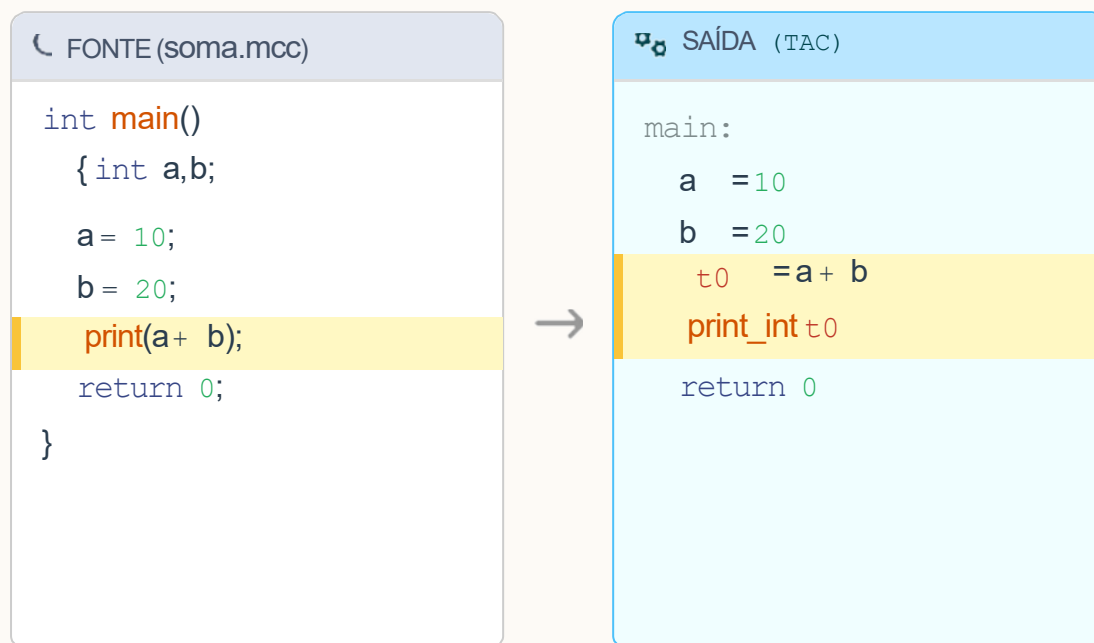 FONTE (soma.mcc)
int main()
{ int a,b;
a = 10;
b = 20;
print(a + b);
return 0;
}
SAÍDA (TAC)
main:
a = 10
b = 20
t0 = a + b
print_int t0
return 0